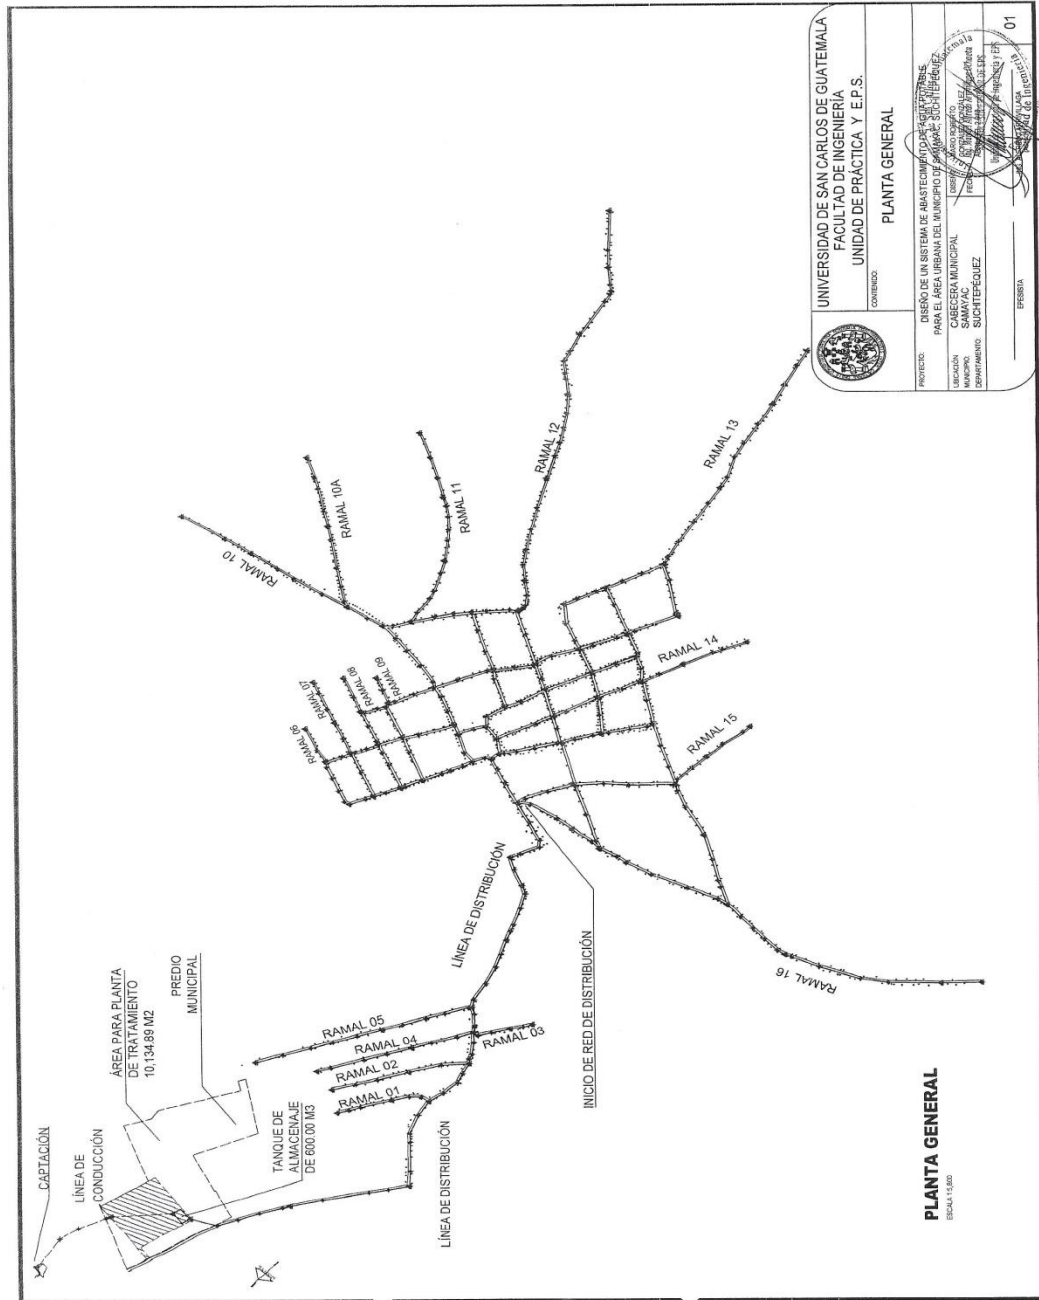 CAPTACIÓN
LÍNEA DE
CONDUCCIÓN
ÁREA PARA PLANTA
DE TRATAMIENTO
10,134.89 M2
PREDIO
MUNICIPAL
TANQUE DE
ALMACENAJE
DE 600.00 M3
LÍNEA DE DISTRIBUCIÓN
RAMAL 01
RAMAL 02
RAMAL 04
RAMAL 05
RAMAL 03
LÍNEA DE DISTRIBUCIÓN
INICIO DE RED DE DISTRIBUCIÓN
RAMAL 06
RAMAL 07
RAMAL 08
RAMAL 09
RAMAL 10
RAMAL 10A
RAMAL 11
RAMAL 12
RAMAL 13
RAMAL 14
RAMAL 15
RAMAL 16
PLANTA GENERAL
UNIVERSIDAD DE SAN CARLOS DE GUATEMALA
FACULTAD DE INGENIERÍA
UNIDAD DE PRÁCTICA Y E.P.S.
CONTENIDO:
PLANTA GENERAL
PROYECTO:
DISEÑO DE UN SISTEMA DE ABASTECIMIENTO DE AGUA POTABLE
PARA EL ÁREA URBANA DEL MUNICIPIO DE SAMAYAC, SUCHITEPÉQUEZ
UBICACIÓN
CABECERA MUNICIPAL
MUNICIPIO:
SAMAYAC
DEPARTAMENTO:
SUCHITEPÉQUEZ
EPESISTA
01